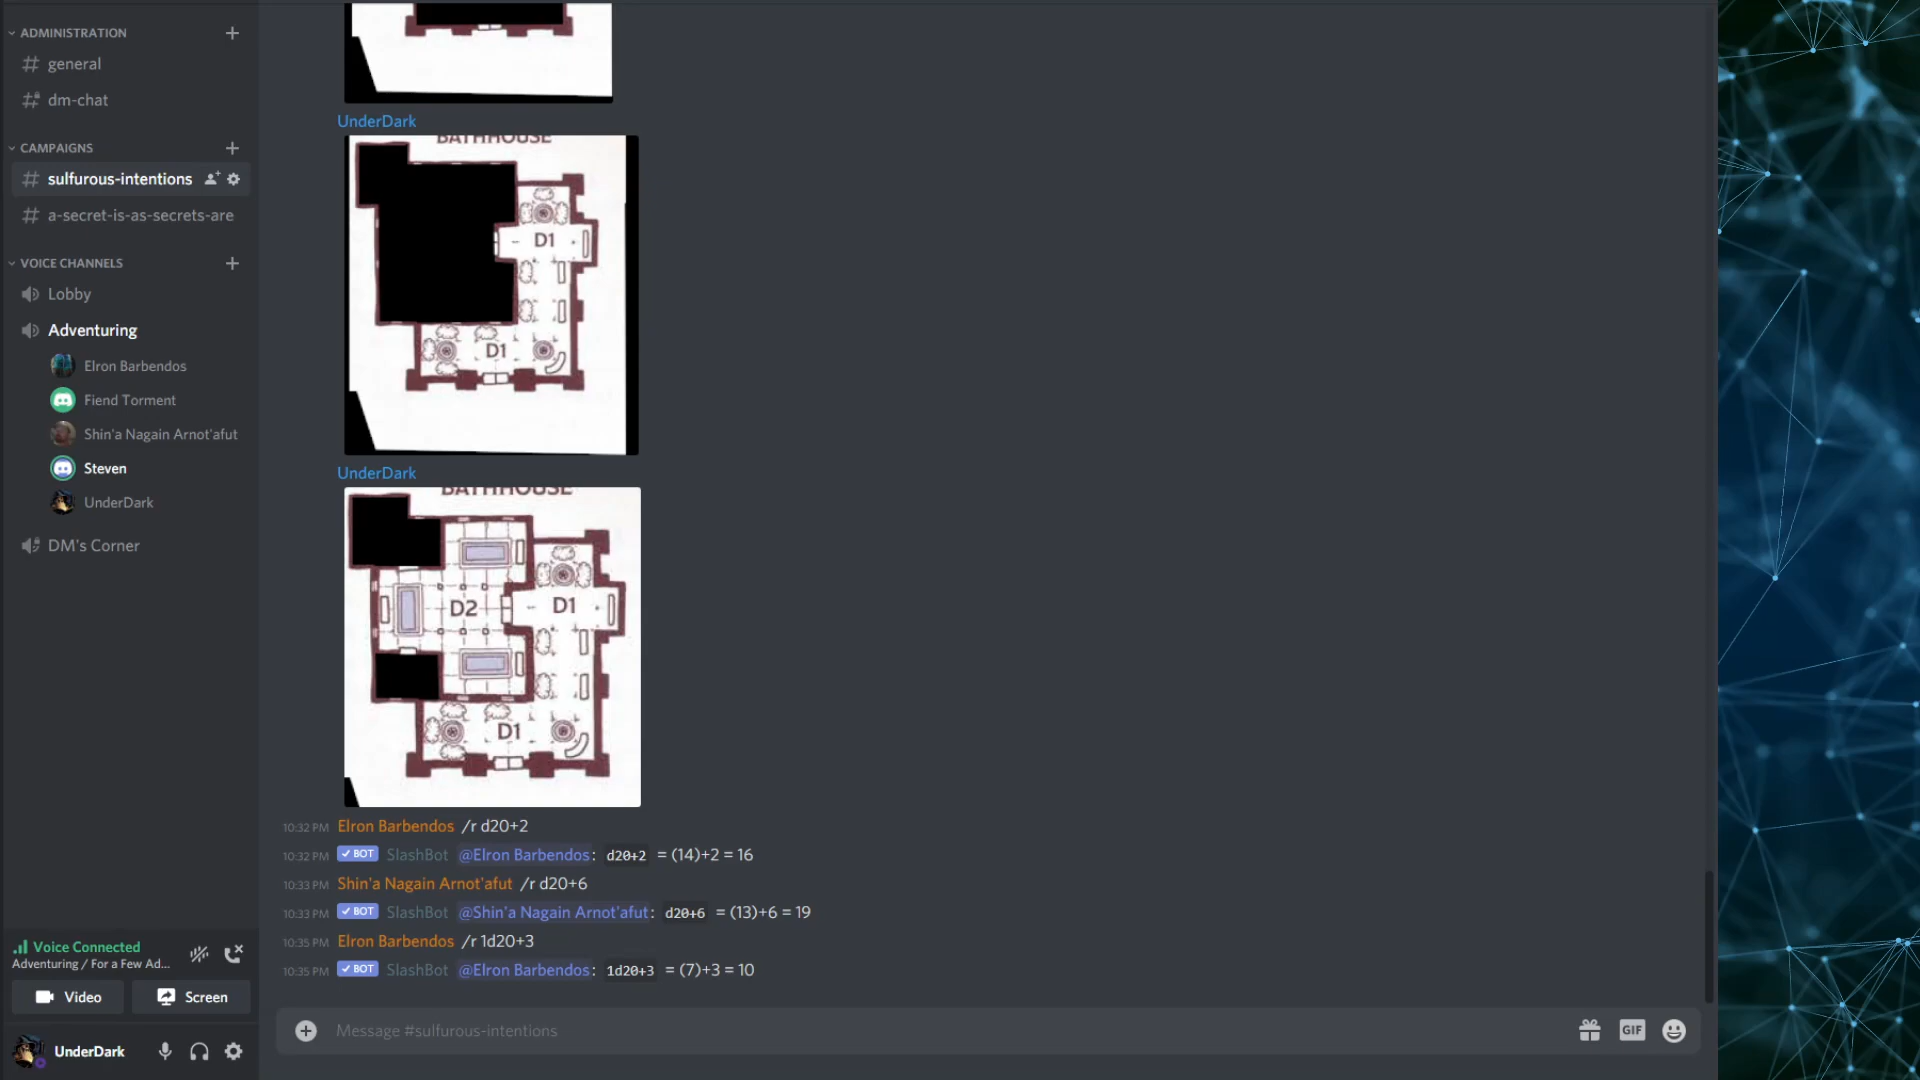 ADMINISTRATION
general
dm-chat
CAMPAIGNS
sulfurous-intentions
a-secret-is-as-secrets-are
VOICE CHANNELS
Lobby
Adventuring
Elron Barbendos
Fiend Torment
Shin'a Nagain Arnot'afut
Steven
UnderDark
DM's Corner
Voice Connected
Adventuring / For a Few Ad...
Video
Screen
UnderDark
UnderDark
BATHHOUSE
D1
D1
UnderDark
BATHHOUSE
D2
D1
D1
10:32 PM Elron Barbendos /r d20+2
10:32 PM BOT SlashBot @Elron Barbendos: d20+2 = (14)+2 = 16
10:33 PM Shin'a Nagain Arnot'afut /r d20+6
10:33 PM BOT SlashBot @Shin'a Nagain Arnot'afut: d20+6 = (13)+6 = 19
10:35 PM Elron Barbendos /r 1d20+3
10:35 PM BOT SlashBot @Elron Barbendos: 1d20+3 = (7)+3 = 10
Message #sulfurous-intentions
GIF